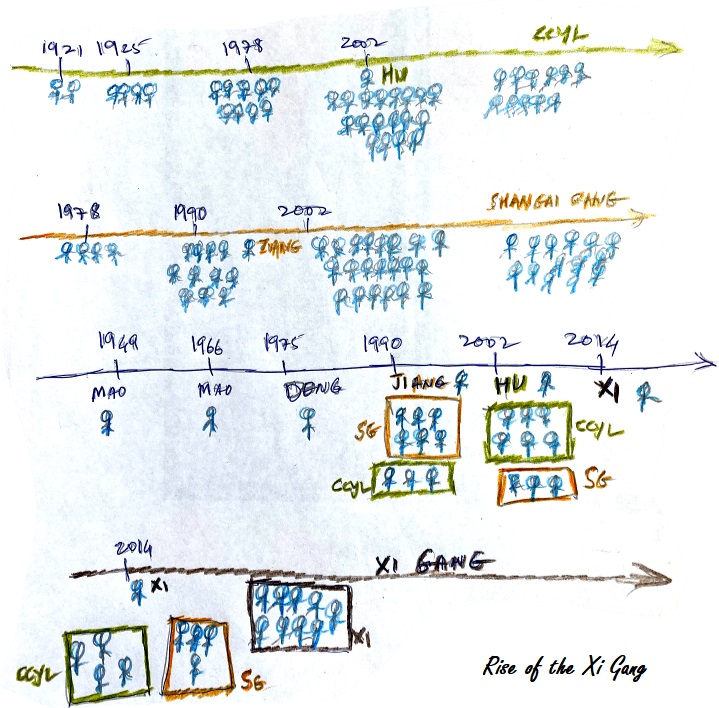 1921 1925 1978 2002 CCYL
HU
1978 1990 2002 SHANGAI GANG
JIANG
1949 1966 1975 1990 2002 2014
MAO MAO DENG JIANG HU XI
SG CCYL
CCYL SG
2014 XI GANG
XI
XI
CCYL SG
Rise of the Xi Gang